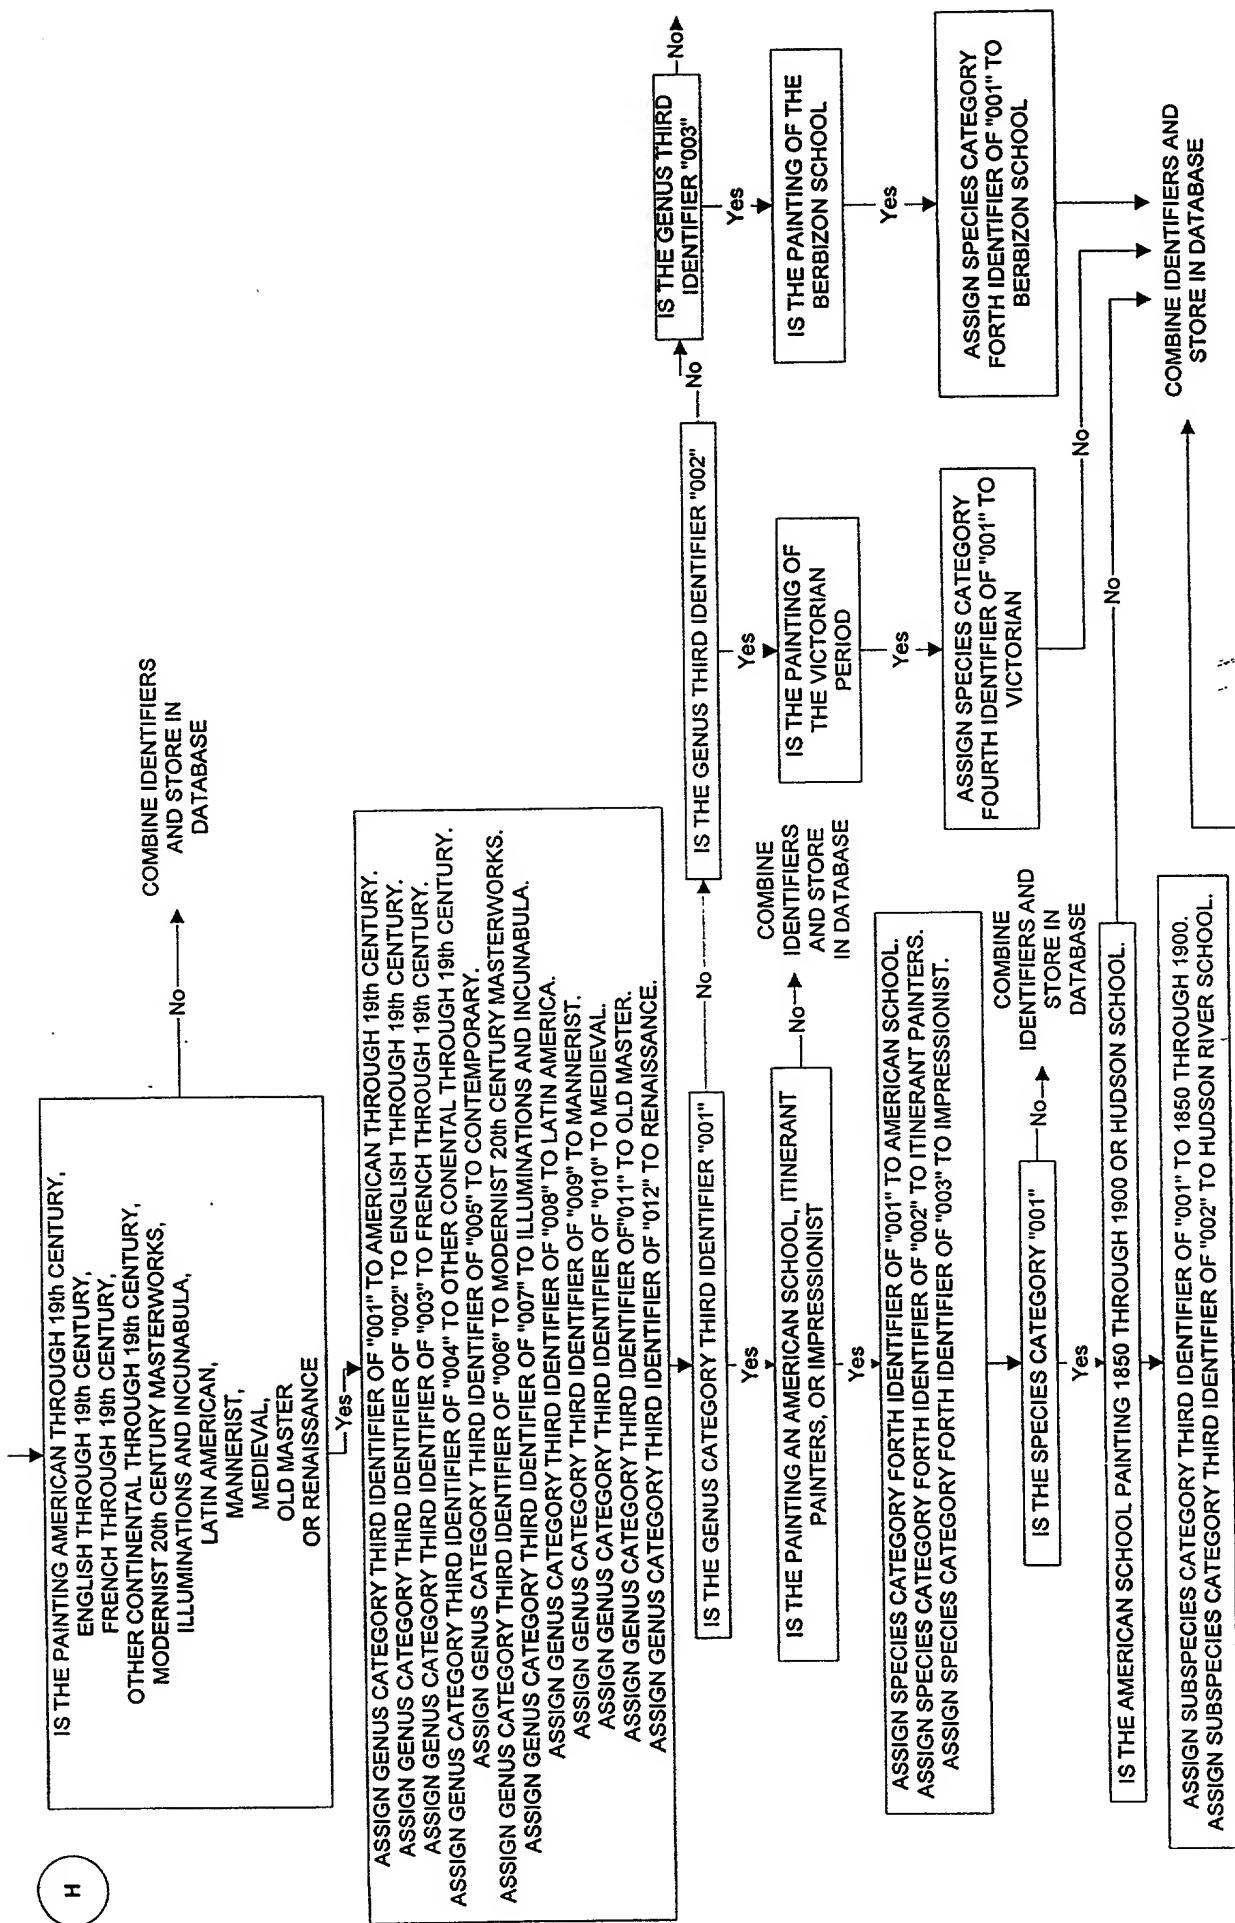 H
IS THE PAINTING AMERICAN THROUGH 19th CENTURY,
ENGLISH THROUGH 19th CENTURY,
FRENCH THROUGH 19th CENTURY,
OTHER CONTINENTAL THROUGH 19th CENTURY,
MODERNIST 20th CENTURY MASTERWORKS,
ILLUMINATIONS AND INCUNABULA,
LATIN AMERICAN,
MANNERIST,
MEDIEVAL,
OLD MASTER
OR RENAISSANCE
No
COMBINE IDENTIFIERS
AND STORE IN
DATABASE
Yes
ASSIGN GENUS CATEGORY THIRD IDENTIFIER OF "001" TO AMERICAN THROUGH 19th CENTURY.
ASSIGN GENUS CATEGORY THIRD IDENTIFIER OF "002" TO ENGLISH THROUGH 19th CENTURY.
ASSIGN GENUS CATEGORY THIRD IDENTIFIER OF "003" TO FRENCH THROUGH 19th CENTURY.
ASSIGN GENUS CATEGORY THIRD IDENTIFIER OF "004" TO OTHER CONENTAL THROUGH 19th CENTURY.
ASSIGN GENUS CATEGORY THIRD IDENTIFIER OF "005" TO CONTEMPORARY.
ASSIGN GENUS CATEGORY THIRD IDENTIFIER OF "006" TO MODERNIST 20th CENTURY MASTERWORKS.
ASSIGN GENUS CATEGORY THIRD IDENTIFIER OF "007" TO ILLUMINATIONS AND INCUNABULA.
ASSIGN GENUS CATEGORY THIRD IDENTIFIER OF "008" TO LATIN AMERICA.
ASSIGN GENUS CATEGORY THIRD IDENTIFIER OF "009" TO MANNERIST.
ASSIGN GENUS CATEGORY THIRD IDENTIFIER OF "010" TO MEDIEVAL.
ASSIGN GENUS CATEGORY THIRD IDENTIFIER OF"011" TO OLD MASTER.
ASSIGN GENUS CATEGORY THIRD IDENTIFIER OF "012" TO RENAISSANCE.
IS THE GENUS CATEGORY THIRD IDENTIFIER "001"
No
IS THE GENUS THIRD IDENTIFIER "002"
No
IS THE GENUS THIRD
IDENTIFIER "003"
No
Yes
Yes
Yes
IS THE PAINTING AN AMERICAN SCHOOL, ITINERANT
PAINTERS, OR IMPRESSIONIST
No
COMBINE
IDENTIFIERS
AND STORE
IN DATABASE
IS THE PAINTING OF
THE VICTORIAN
PERIOD
IS THE PAINTING OF THE
BERBIZON SCHOOL
Yes
Yes
Yes
ASSIGN SPECIES CATEGORY FORTH IDENTIFIER OF "001" TO AMERICAN SCHOOL.
ASSIGN SPECIES CATEGORY FORTH IDENTIFIER OF "002" TO ITINERANT PAINTERS.
ASSIGN SPECIES CATEGORY FORTH IDENTIFIER OF "003" TO IMPRESSIONIST.
ASSIGN SPECIES CATEGORY
FOURTH IDENTIFIER OF "001" TO
VICTORIAN
ASSIGN SPECIES CATEGORY
FORTH IDENTIFIER OF "001" TO
BERBIZON SCHOOL
IS THE SPECIES CATEGORY "001"
No
COMBINE
IDENTIFIERS AND
STORE IN
DATABASE
No
Yes
IS THE AMERICAN SCHOOL PAINTING 1850 THROUGH 1900 OR HUDSON SCHOOL.
No
COMBINE IDENTIFIERS AND
STORE IN DATABASE
ASSIGN SUBSPECIES CATEGORY THIRD IDENTIFIER OF "001" TO 1850 THROUGH 1900.
ASSIGN SUBSPECIES CATEGORY THIRD IDENTIFIER OF "002" TO HUDSON RIVER SCHOOL.